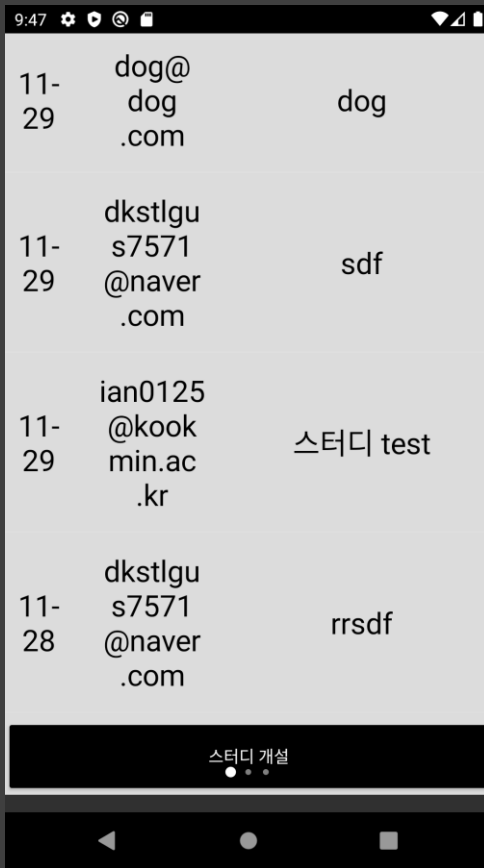 9:47
11-
29
dog@
dog
.com
dog
11-
29
dkstlgu
s7571
@naver
.com
sdf
11-
29
ian0125
@kook
min.ac
.kr
스터디 test
11-
28
dkstlgu
s7571
@naver
.com
rrsdf
스터디 개설